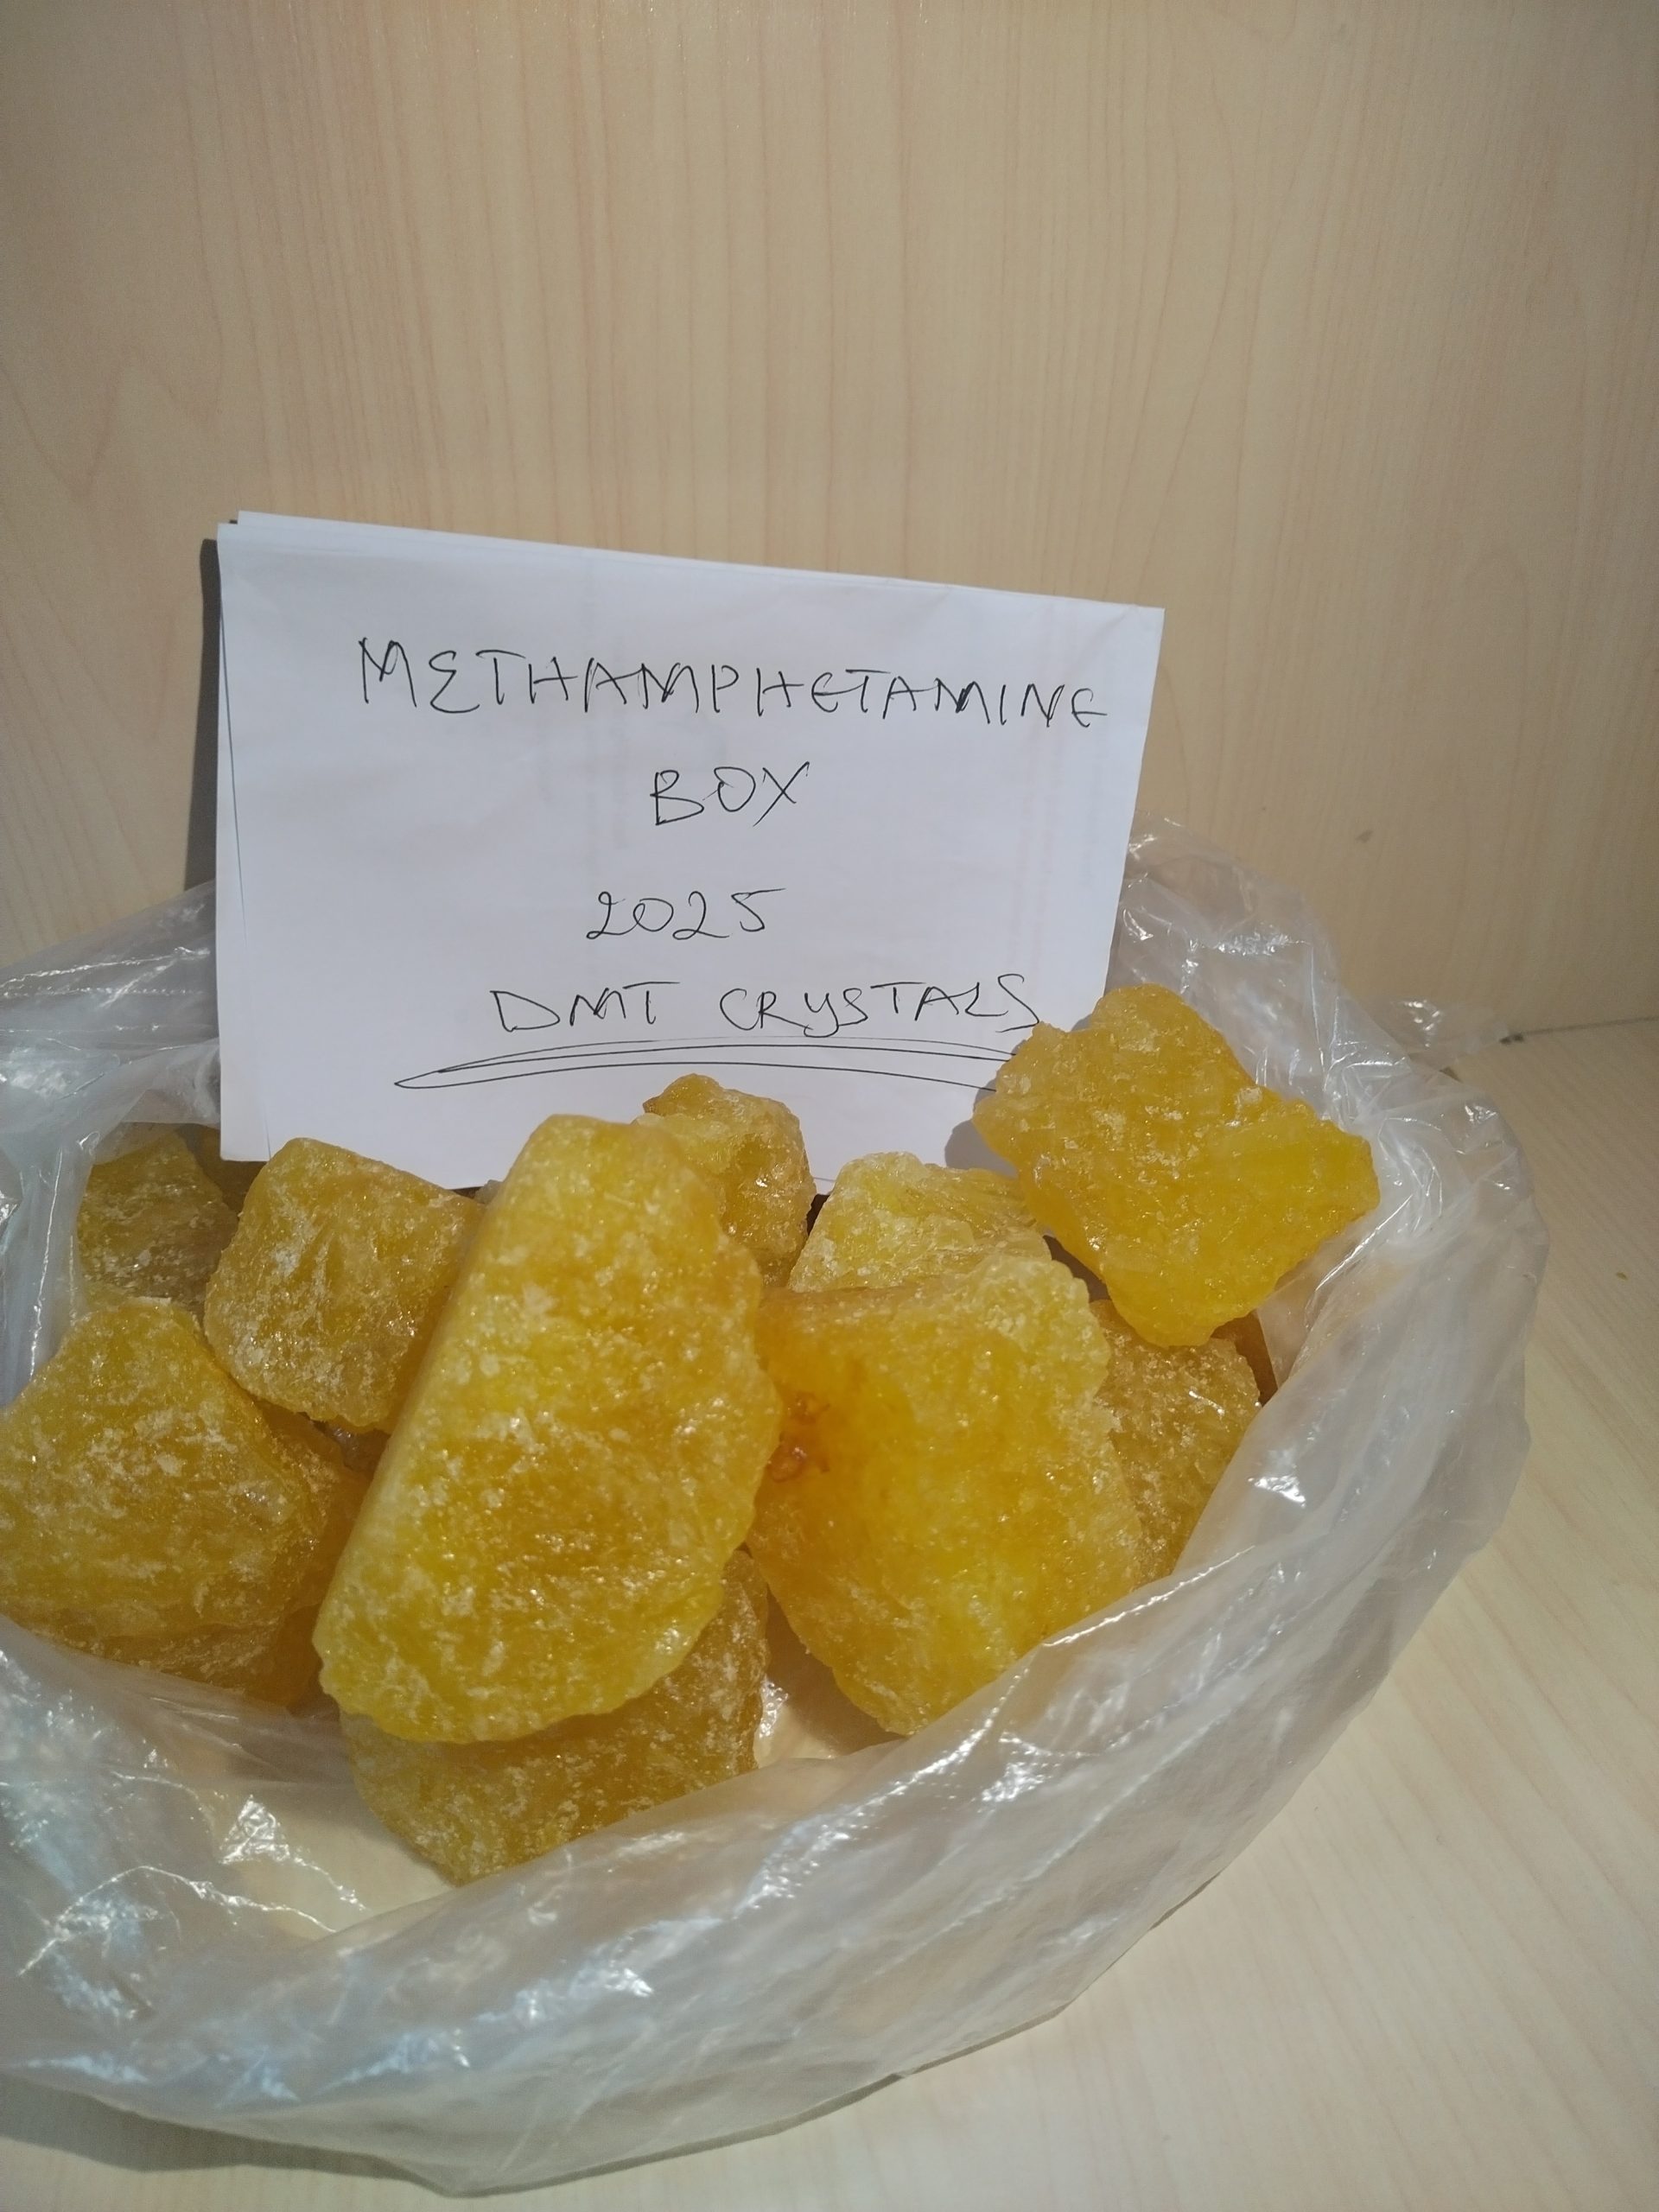 METHAMPHETAMINE
BOX
2025
DMT CRYSTALS